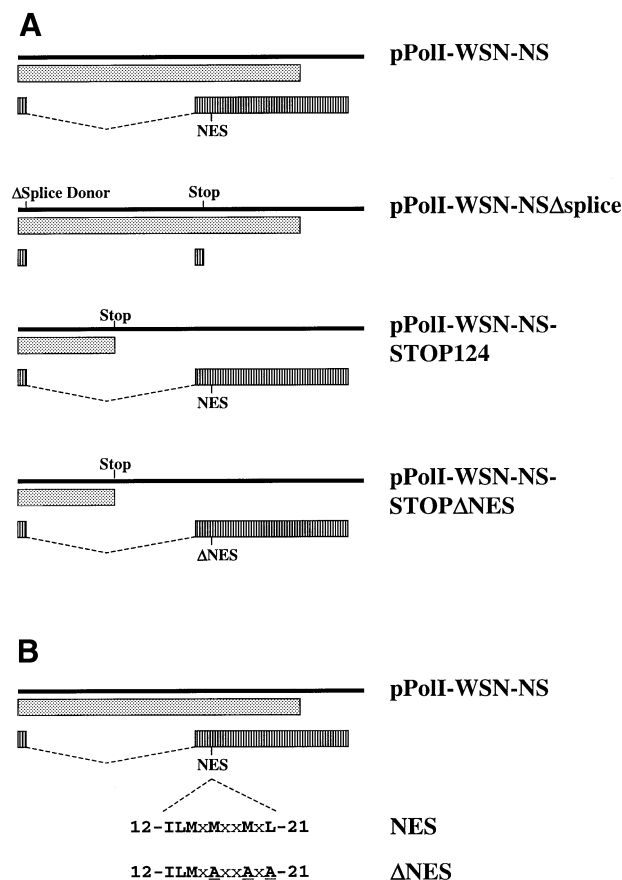 A
pPolI-WSN-NS
NES
ΔSplice Donor
Stop
pPolI-WSN-NSΔsplice
Stop
pPolI-WSN-NS-
STOP124
NES
Stop
pPolI-WSN-NS-
STOPΔNES
ΔNES
B
pPolI-WSN-NS
NES
12-ILMxMxxMxL-21 NES
12-ILMxAxxAxA-21 ΔNES